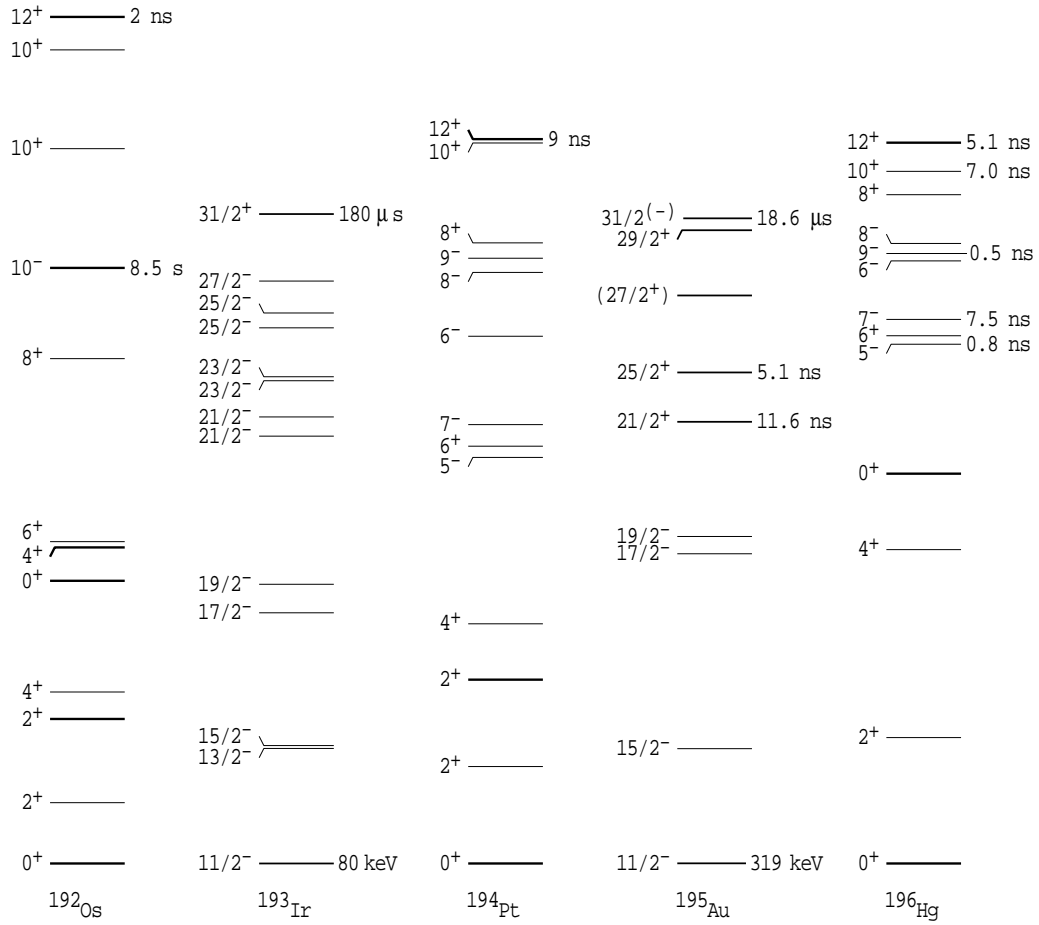 12⁺ 2 ns
10⁺
10⁺
10⁻ 8.5 s
8⁺
6⁺
4⁺
0⁺
4⁺
2⁺
2⁺
0⁺
¹⁹²Os
31/2⁺ 180 μs
27/2⁻
25/2⁻
25/2⁻
23/2⁻
23/2⁻
21/2⁻
21/2⁻
19/2⁻
17/2⁻
15/2⁻
13/2⁻
11/2⁻ 80 keV
¹⁹³Ir
12⁺ 9 ns
10⁺
8⁺
9⁻
8⁻
6⁻
7⁻
6⁺
5⁻
4⁺
2⁺
2⁺
0⁺
¹⁹⁴Pt
31/2⁽⁻⁾ 18.6 μs
29/2⁺
(27/2⁺)
25/2⁺ 5.1 ns
21/2⁺ 11.6 ns
19/2⁻
17/2⁻
15/2⁻
11/2⁻ 319 keV
¹⁹⁵Au
12⁺ 5.1 ns
10⁺ 7.0 ns
8⁺
8⁻
9⁻ 0.5 ns
6⁻
7⁻ 7.5 ns
6⁺
5⁻ 0.8 ns
0⁺
4⁺
2⁺
0⁺
¹⁹⁶Hg